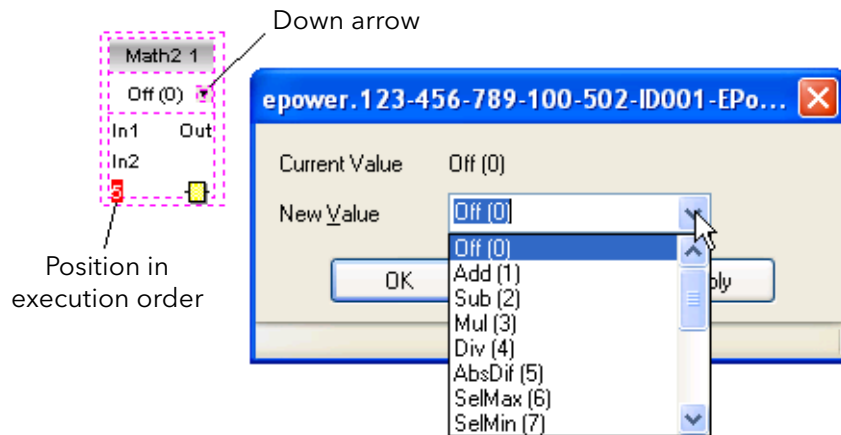 Down arrow
Math2 1
Off (0)
In1 Out
In2
5
Position in
execution order
epower.123-456-789-100-502-ID001-EPo...
Current Value Off (0)
New Value Off (0)
Off (0)
Add (1)
Sub (2)
Mul (3)
Div (4)
AbsDif (5)
SelMax (6)
SelMin (7)
OK